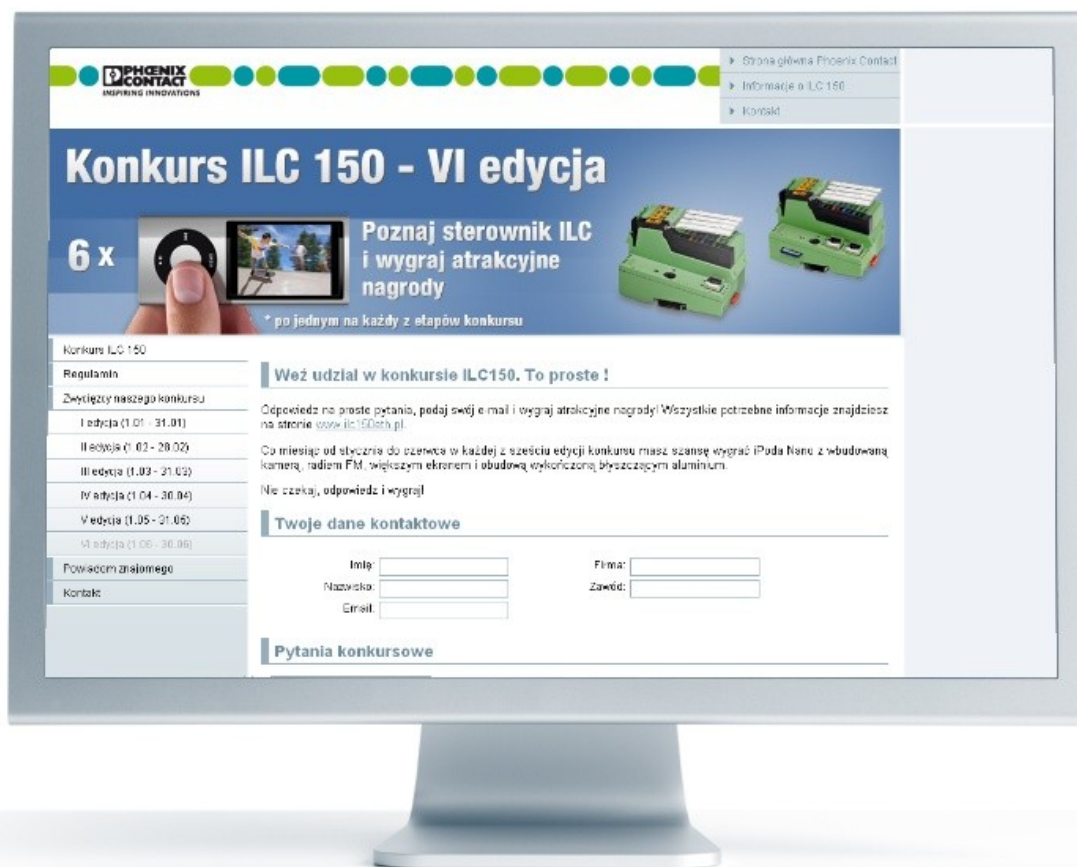 PHŒNIX
CONTACT
INSPIRING INNOVATIONS
Strona główna Phoenix Contact
Informacje o ILC 150
Kontakt
Konkurs ILC 150 - VI edycja
6 x
Poznaj sterownik ILC
i wygraj atrakcyjne
nagrody
* po jednym na każdy z etapów konkursu
Konkurs ILC 150
Regulamin
Zwycięzcy naszego konkursu
I edycja (1.01 - 31.01)
II edycja (1.02 - 28.02)
III edycja (1.03 - 31.03)
IV edycja (1.04 - 30.04)
V edycja (1.05 - 31.05)
VI edycja (1.06 - 30.06)
Powiadom znajomego
Kontakt
Weź udział w konkursie ILC150. To proste !
Odpowiedz na proste pytania, podaj swój e-mail i wygraj atrakcyjne nagrody! Wszystkie potrzebne informacje znajdziesz
na stronie www.ilc150eth.pl.
Co miesiąc od stycznia do czerwca w każdej z sześciu edycji konkursu masz szansę wygrać iPoda Nano z wbudowaną
kamerą, radiem FM, większym ekranem i obudową wykończoną błyszczącym aluminium.
Nie czekaj, odpowiedz i wygraj!
Twoje dane kontaktowe
Imię:
Firma:
Nazwisko:
Zawód:
Email:
Pytania konkursowe